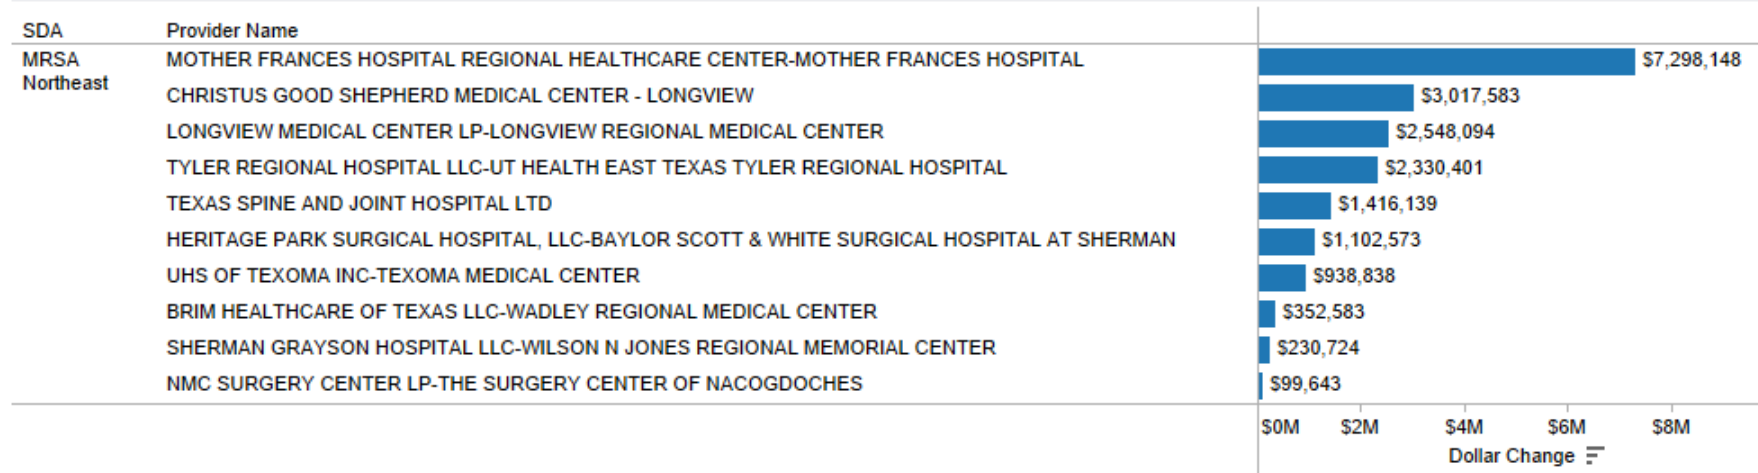 SDA Provider Name
MRSA Northeast MOTHER FRANCES HOSPITAL REGIONAL HEALTHCARE CENTER-MOTHER FRANCES HOSPITAL $7,298,148
CHRISTUS GOOD SHEPHERD MEDICAL CENTER - LONGVIEW $3,017,583
LONGVIEW MEDICAL CENTER LP-LONGVIEW REGIONAL MEDICAL CENTER $2,548,094
TYLER REGIONAL HOSPITAL LLC-UT HEALTH EAST TEXAS TYLER REGIONAL HOSPITAL $2,330,401
TEXAS SPINE AND JOINT HOSPITAL LTD $1,416,139
HERITAGE PARK SURGICAL HOSPITAL, LLC-BAYLOR SCOTT & WHITE SURGICAL HOSPITAL AT SHERMAN $1,102,573
UHS OF TEXOMA INC-TEXOMA MEDICAL CENTER $938,838
BRIM HEALTHCARE OF TEXAS LLC-WADLEY REGIONAL MEDICAL CENTER $352,583
SHERMAN GRAYSON HOSPITAL LLC-WILSON N JONES REGIONAL MEMORIAL CENTER $230,724
NMC SURGERY CENTER LP-THE SURGERY CENTER OF NACOGDOCHES $99,643
$0M $2M $4M $6M $8M
Dollar Change